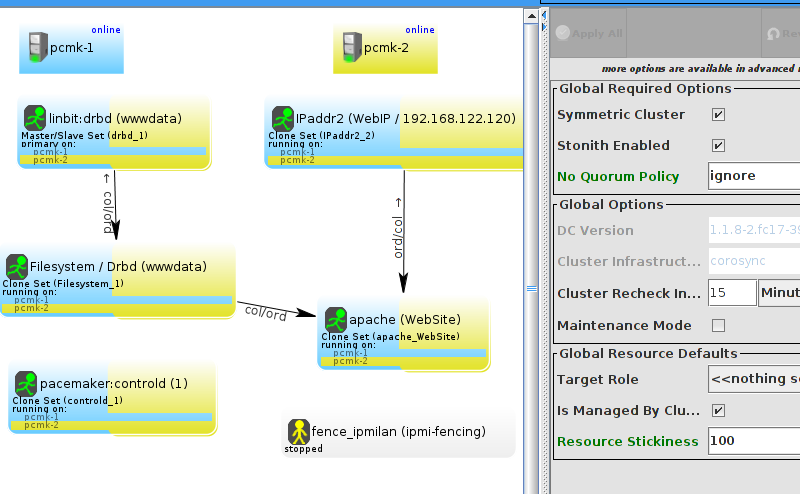 online
pcmk-1
online
pcmk-2
linbit:drbd (wwwdata)
Master/Slave Set (drbd_1)
primary on:
pcmk-1
pcmk-2
IPaddr2 (WebIP / 192.168.122.120)
Clone Set (IPaddr2_2)
running on:
pcmk-1
pcmk-2
col/ord →
ord/col →
Filesystem / Drbd (wwwdata)
Clone Set (Filesystem_1)
running on:
pcmk-1
pcmk-2
col/ord
apache (WebSite)
Clone Set (apache_WebSite)
running on:
pcmk-1
pcmk-2
pacemaker:controld (1)
Clone Set (controld_1)
running on:
pcmk-1
pcmk-2
fence_ipmilan (ipmi-fencing)
stopped
Apply All
Re
more options are available in advanced
Global Required Options
Symmetric Cluster
Stonith Enabled
No Quorum Policy
ignore
Global Options
DC Version
1.1.8-2.fc17-39
Cluster Infrastruct...
corosync
Cluster Recheck In...
15
Minut
Maintenance Mode
Global Resource Defaults
Target Role
<<nothing se
Is Managed By Clu...
Resource Stickiness
100